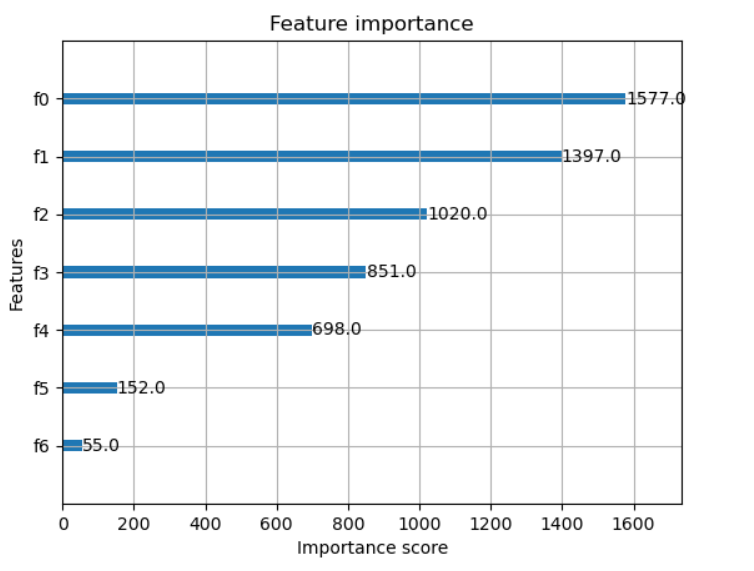 Feature importance
f0 1577.0
f1 1397.0
f2 1020.0
f3 851.0
f4 698.0
f5 152.0
f6 55.0
Features
0 200 400 600 800 1000 1200 1400 1600
Importance score